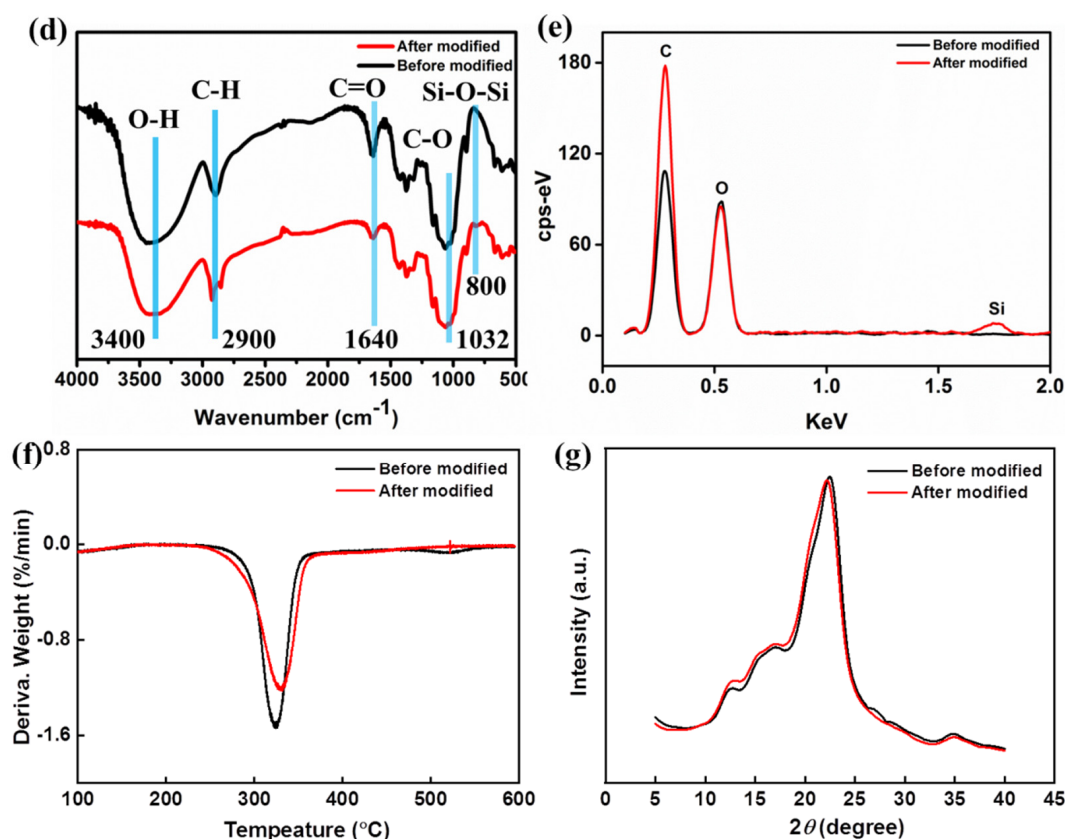 (d)
After modified
Before modified
O-H
C-H
C=O
C-O
Si-O-Si
3400
2900
1640
1032
800
4000 3500 3000 2000 1500 1000 500
Wavenumber (cm-1)
(e)
Before modified
After modified
C
O
Si
180
120
60
0
cps-eV
0.0 0.5 1.0 1.5 2.0
KeV
(f)
Before modified
After modified
0.8
0.0
-0.8
-1.6
Deriva. Weight (%/min)
100 200 300 400 500 600
Tempeature (°C)
(g)
Before modified
After modified
Intensity (a.u.)
0 5 10 15 20 25 30 35 40 45
2θ (degree)